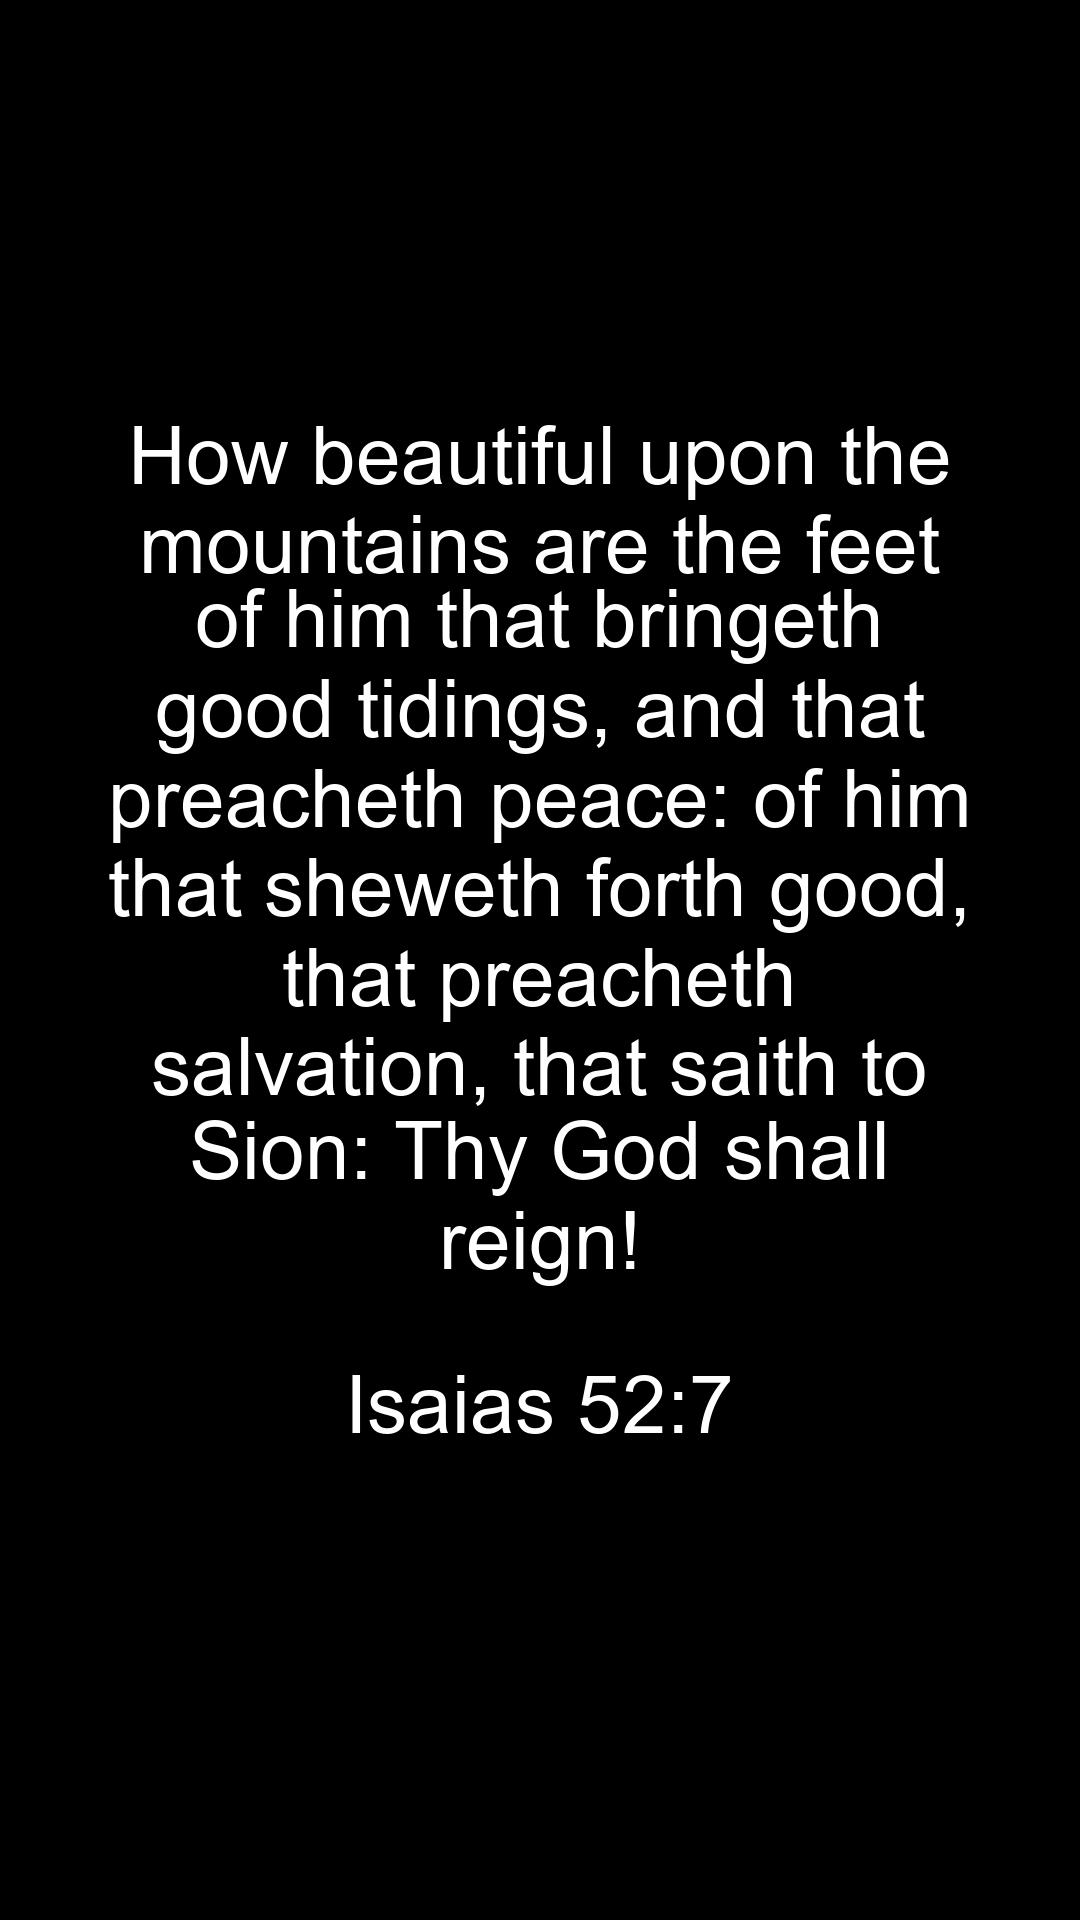 How beautiful upon the
mountains are the feet
of him that bringeth
good tidings, and that
preacheth peace: of him
that sheweth forth good,
that preacheth
salvation, that saith to
Sion: Thy God shall
reign!
Isaias 52:7